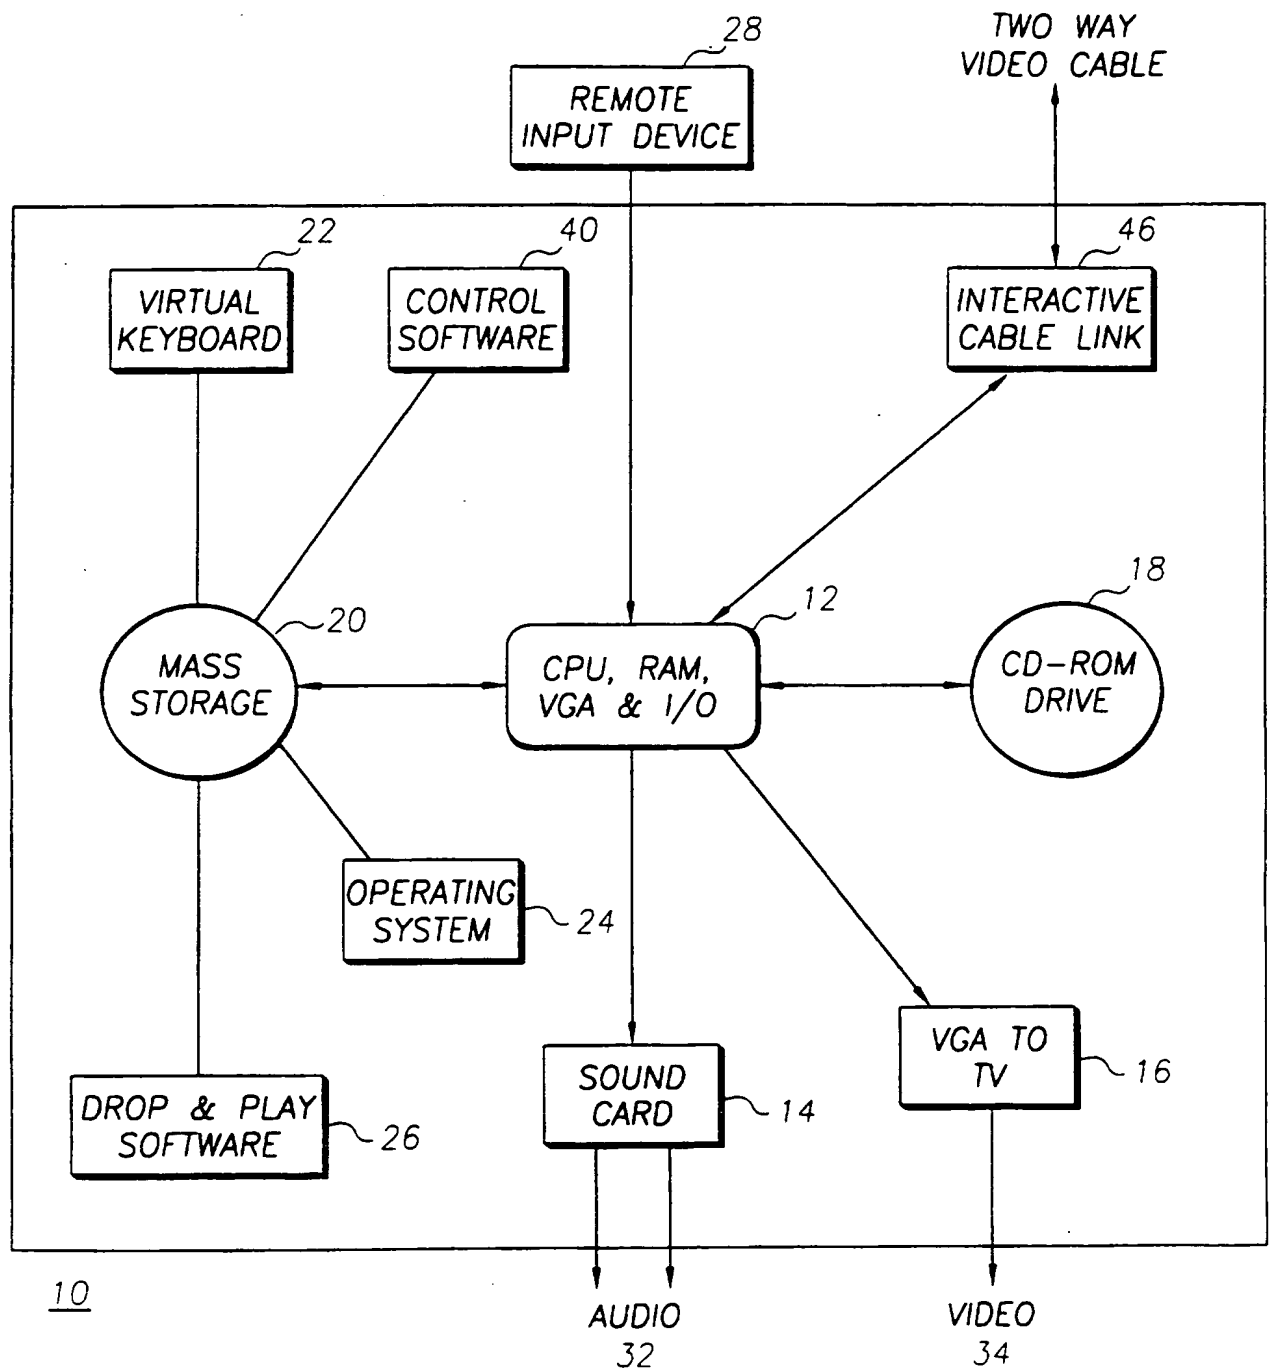 28
TWO WAY
VIDEO CABLE
REMOTE
INPUT DEVICE
22
40
46
VIRTUAL
KEYBOARD
CONTROL
SOFTWARE
INTERACTIVE
CABLE LINK
20
12
18
MASS
STORAGE
CPU, RAM,
VGA & I/O
CD-ROM
DRIVE
OPERATING
SYSTEM
24
VGA TO
TV
16
DROP & PLAY
SOFTWARE
26
SOUND
CARD
14
10
AUDIO
32
VIDEO
34